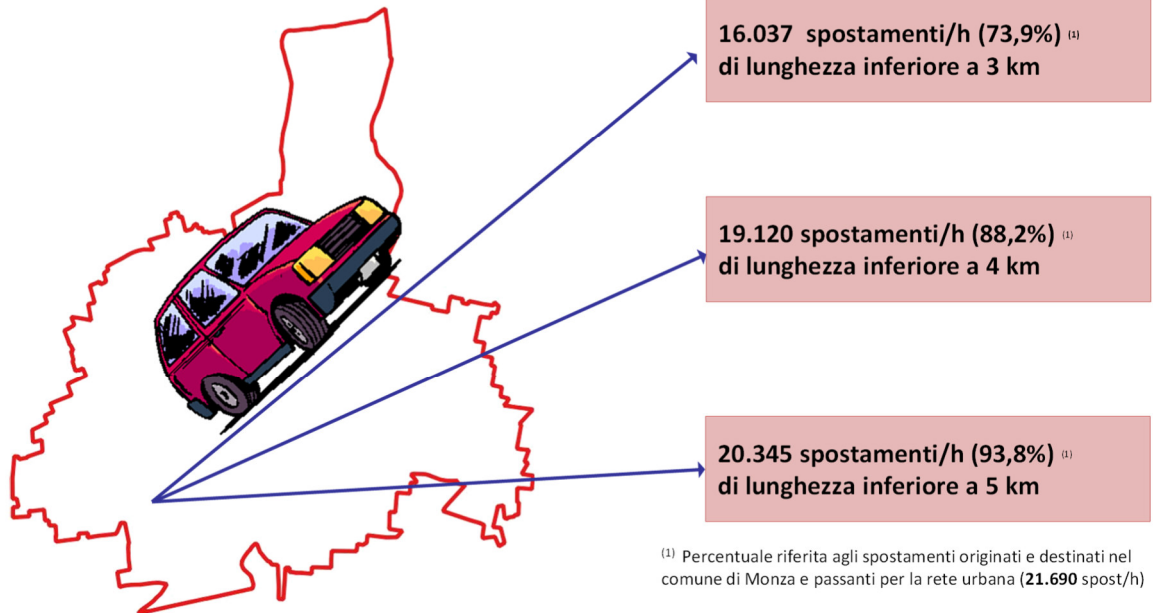 16.037 spostamenti/h (73,9%) (1)
di lunghezza inferiore a 3 km
19.120 spostamenti/h (88,2%) (1)
di lunghezza inferiore a 4 km
20.345 spostamenti/h (93,8%) (1)
di lunghezza inferiore a 5 km
(1) Percentuale riferita agli spostamenti originati e destinati nel
comune di Monza e passanti per la rete urbana (21.690 spost/h)